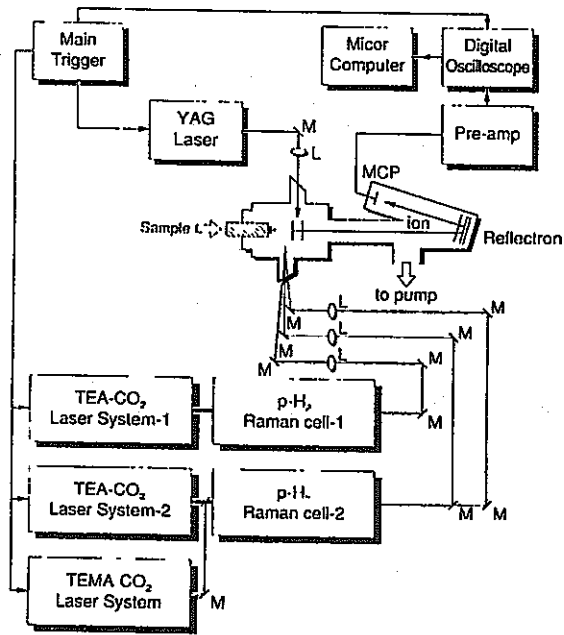 Main
Trigger
Micor
Computer
Digital
Oscilloscope
YAG
Laser
M
L
Pre-amp
MCP
Sample
ion
Reflectron
to pump
L
M
M
L
M
M
L
M
M
TEA-CO₂
Laser System-1
p-H₂
Raman cell-1
M
TEA-CO₂
Laser System-2
p-H₂
Raman cell-2
M
M
TEMA CO₂
Laser System
M